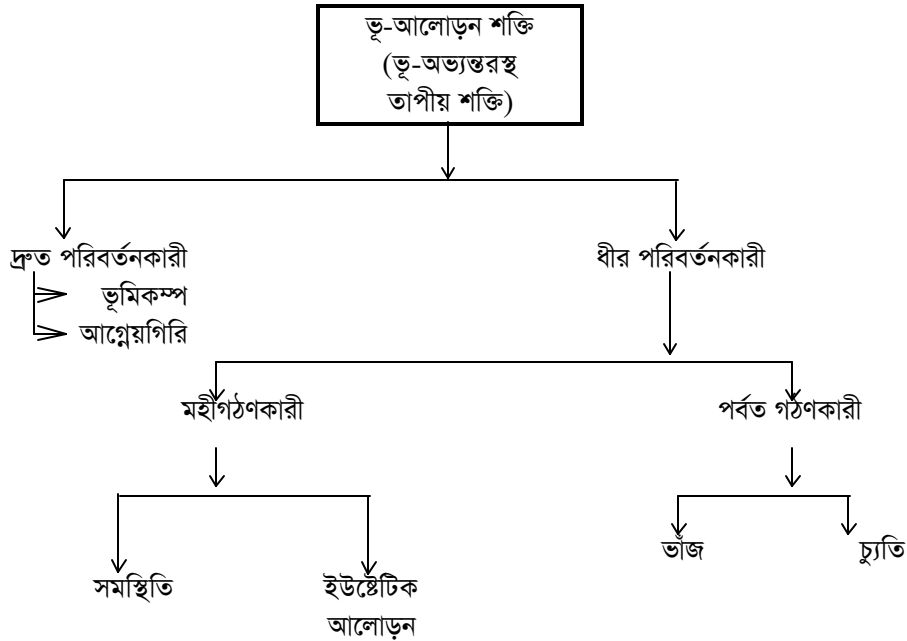 ভূ-আলোড়ন শক্তি
(ভূ-অভ্যন্তরস্থ
তাপীয় শক্তি)
দ্রুত পরিবর্তনকারী
ধীর পরিবর্তনকারী
ভূমিকম্প
আগ্নেয়গিরি
মহীগঠণকারী
পর্বত গঠণকারী
ভাঁজ
চ্যুতি
সমস্থিতি
ইউষ্টেটিক
আলোড়ন